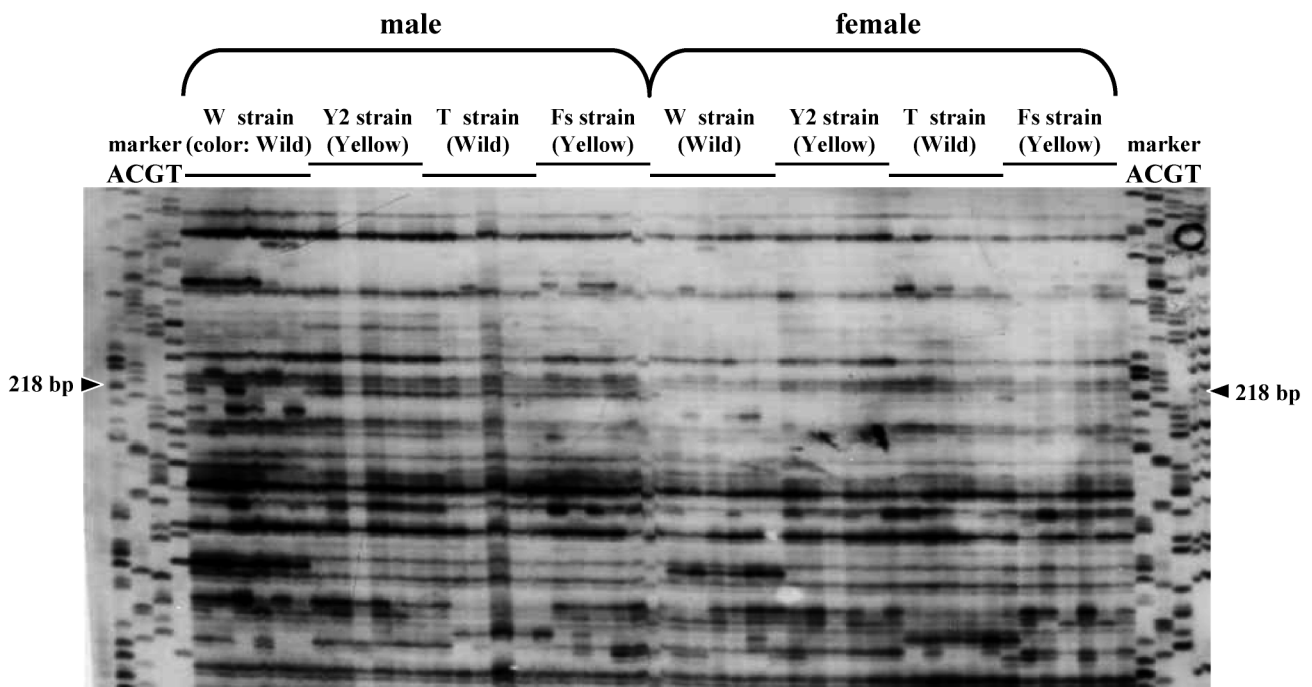 male female
W strain Y2 strain T strain Fs strain W strain Y2 strain T strain Fs strain
marker (color: Wild) (Yellow) (Wild) (Yellow) (Wild) (Yellow) (Wild) (Yellow) marker
ACGT ACGT
218 bp 218 bp